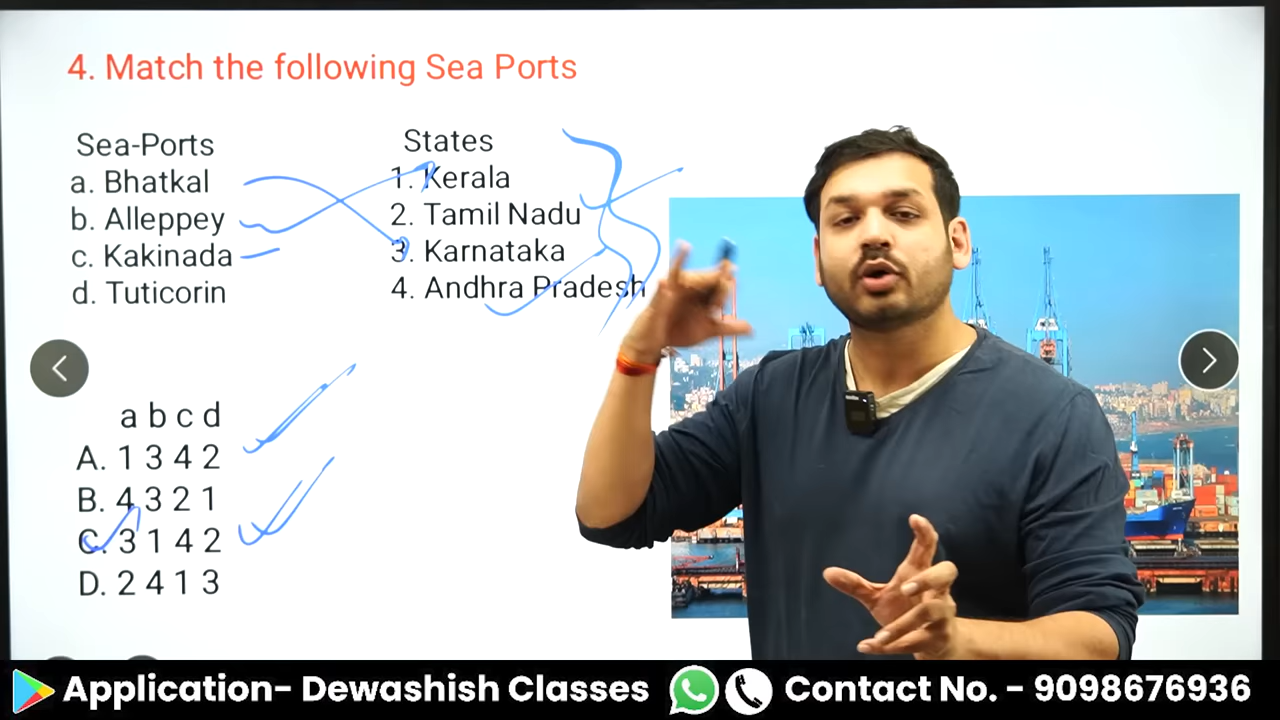 4. Match the following Sea Ports
Sea-Ports States
a. Bhatkal 1. Kerala
b. Alleppey 2. Tamil Nadu
c. Kakinada 3. Karnataka
d. Tuticorin 4. Andhra Pradesh
a b c d
A. 1 3 4 2
B. 4 3 2 1
C. 3 1 4 2
D. 2 4 1 3
Application- Dewashish Classes Contact No. - 9098676936